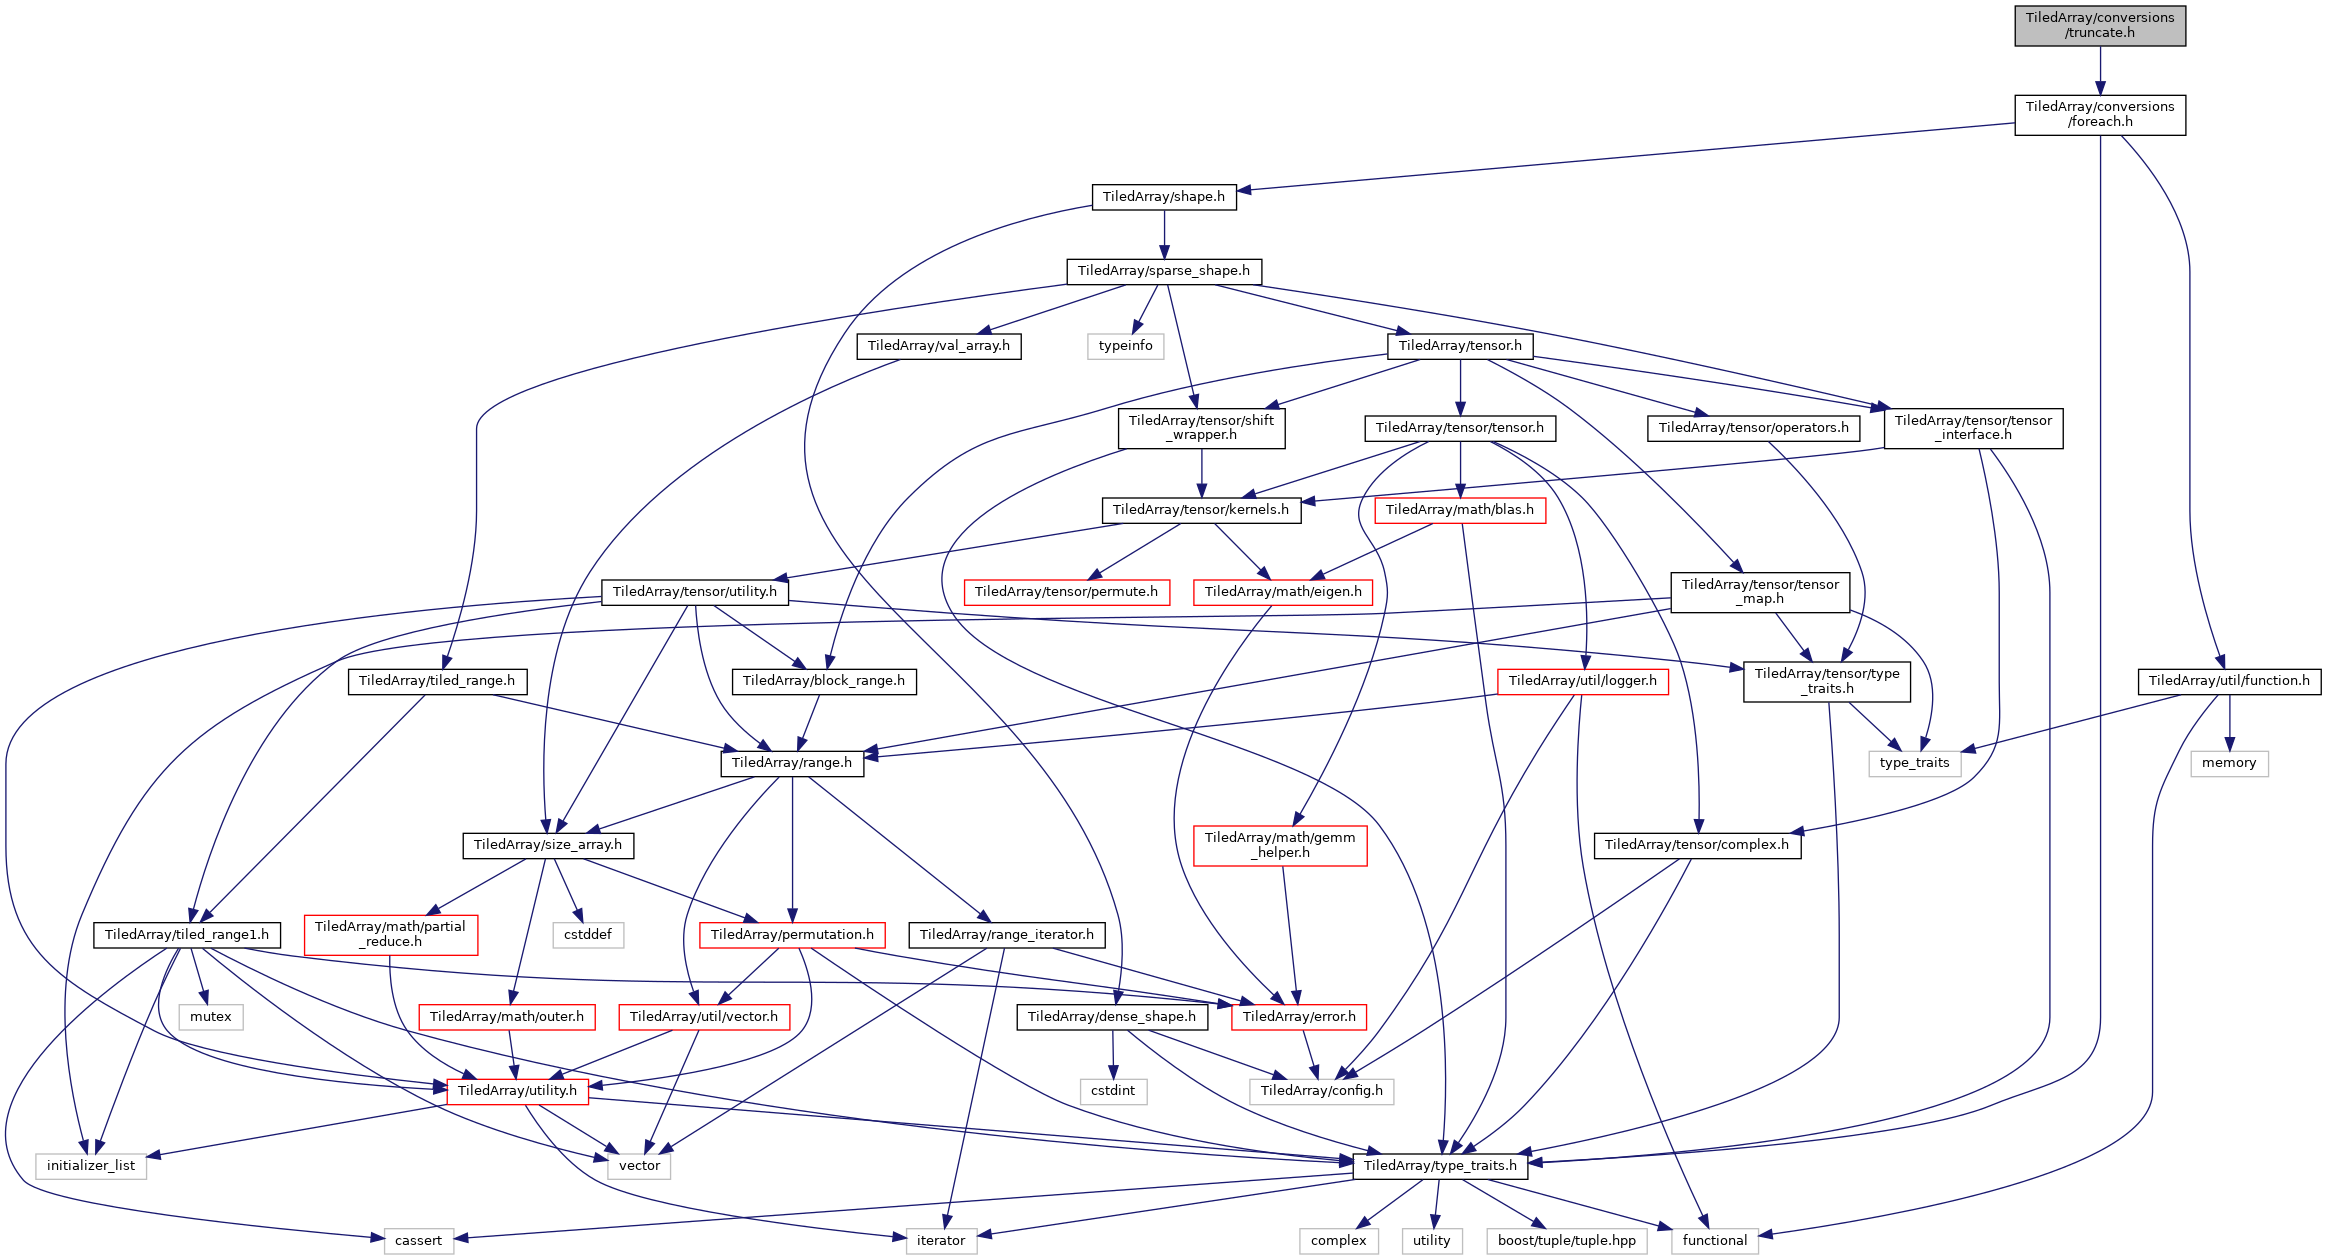 TiledArray/conversions
/truncate.h
TiledArray/conversions
/foreach.h
TiledArray/shape.h
TiledArray/sparse_shape.h
TiledArray/val_array.h
typeinfo
TiledArray/tensor.h
TiledArray/tensor/shift
_wrapper.h
TiledArray/tensor/tensor.h
TiledArray/tensor/operators.h
TiledArray/tensor/tensor
_interface.h
TiledArray/tensor/kernels.h
TiledArray/math/blas.h
TiledArray/tensor/utility.h
TiledArray/tensor/permute.h
TiledArray/math/eigen.h
TiledArray/tensor/tensor
_map.h
TiledArray/tiled_range.h
TiledArray/block_range.h
TiledArray/util/logger.h
TiledArray/tensor/type
_traits.h
TiledArray/util/function.h
TiledArray/range.h
type_traits
memory
TiledArray/size_array.h
TiledArray/math/gemm
_helper.h
TiledArray/tensor/complex.h
TiledArray/tiled_range1.h
TiledArray/math/partial
_reduce.h
cstddef
TiledArray/permutation.h
TiledArray/range_iterator.h
mutex
TiledArray/math/outer.h
TiledArray/util/vector.h
TiledArray/dense_shape.h
TiledArray/error.h
TiledArray/utility.h
cstdint
TiledArray/config.h
initializer_list
vector
TiledArray/type_traits.h
cassert
iterator
complex
utility
boost/tuple/tuple.hpp
functional